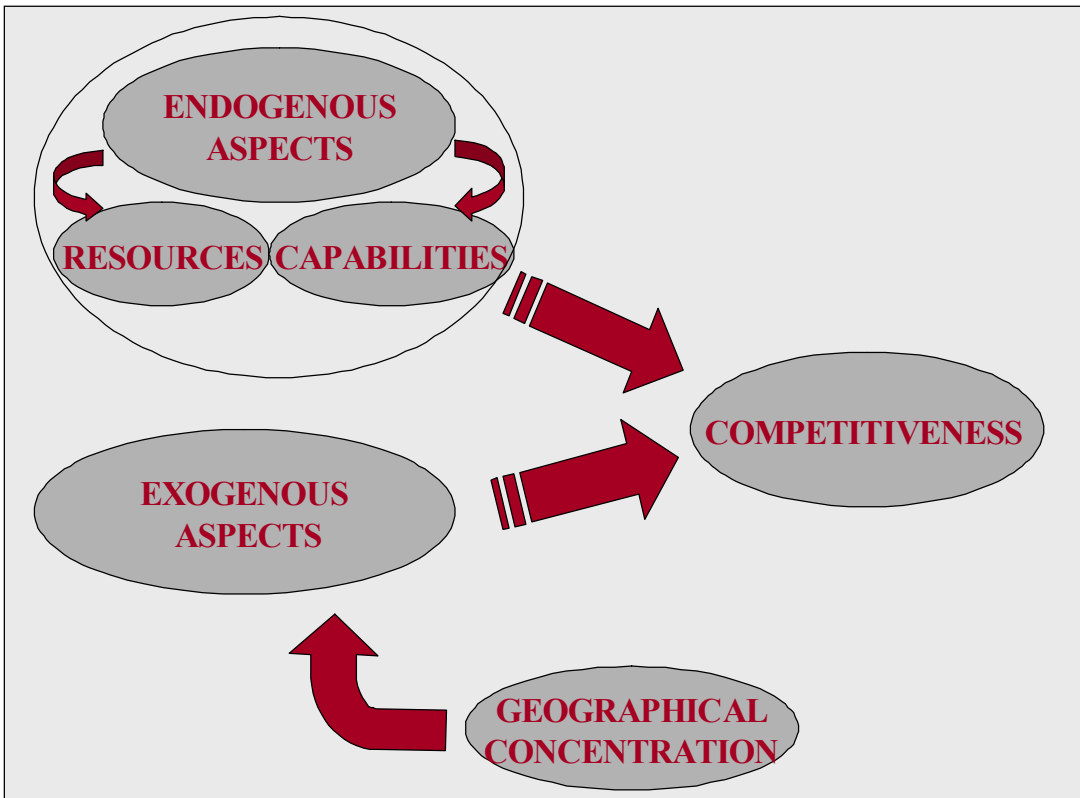 ENDOGENOUS
ASPECTS
RESOURCES
CAPABILITIES
COMPETITIVENESS
EXOGENOUS
ASPECTS
GEOGRAPHICAL
CONCENTRATION